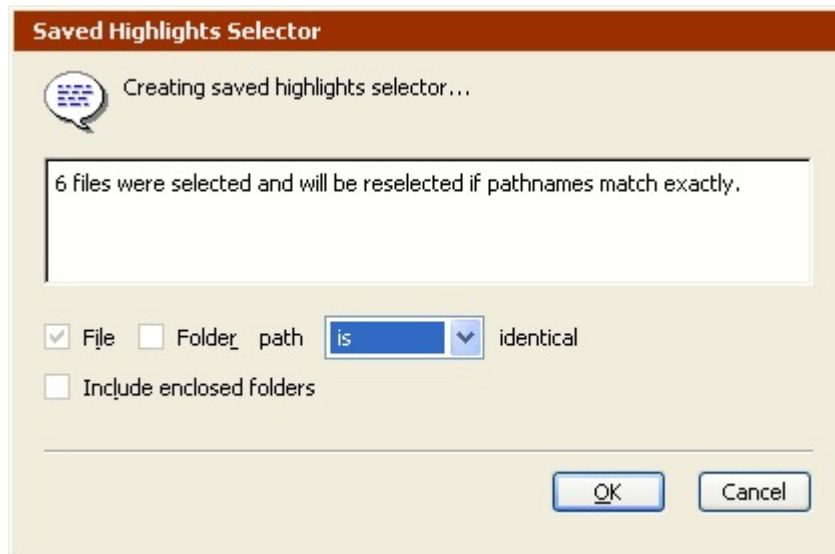 Saved Highlights Selector
Creating saved highlights selector...
6 files were selected and will be reselected if pathnames match exactly.
File Folder path is identical
Include enclosed folders
OK Cancel